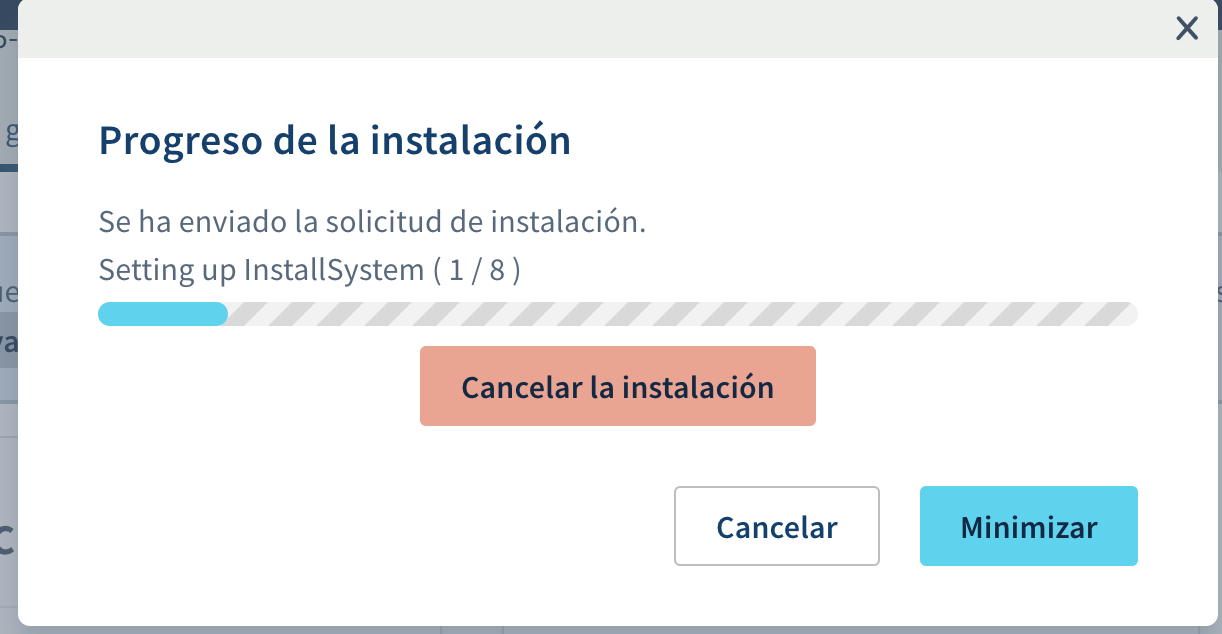 Progreso de la instalación
Se ha enviado la solicitud de instalación.
Setting up InstallSystem ( 1 / 8 )
Cancelar la instalación
Cancelar
Minimizar